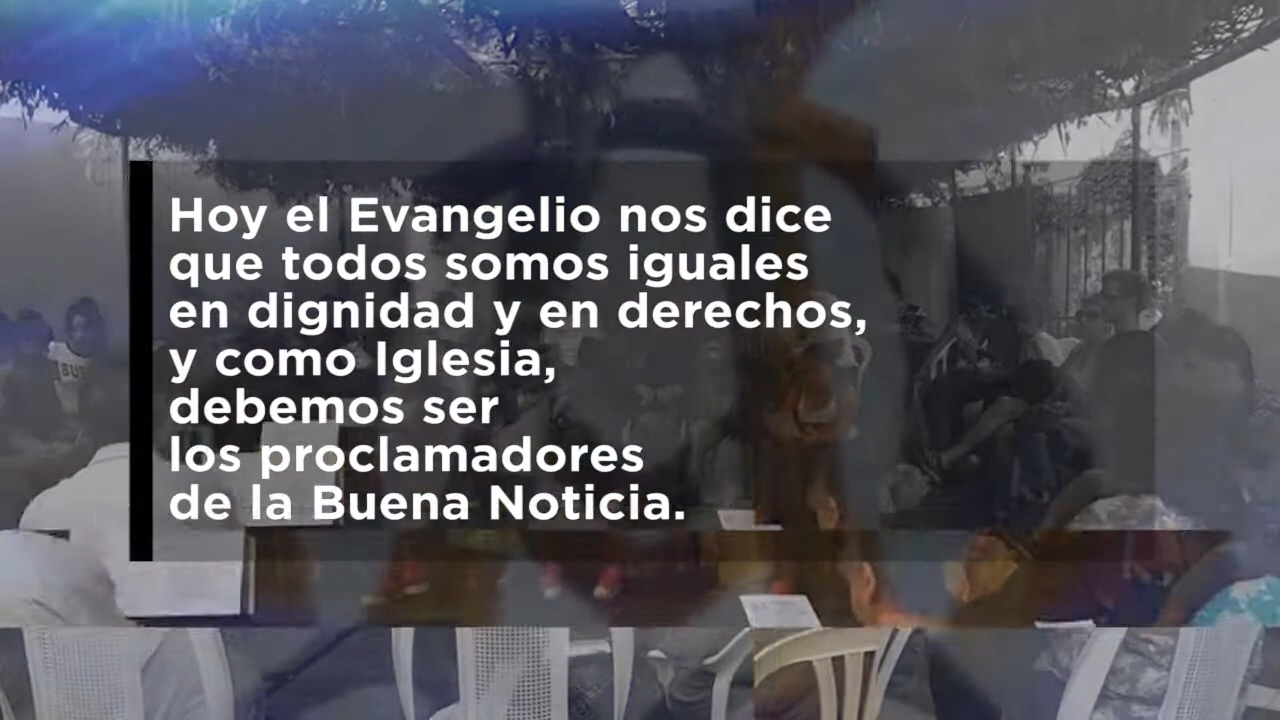 Hoy el Evangelio nos dice
que todos somos iguales
en dignidad y en derechos,
y como Iglesia,
debemos ser
los proclamadores
de la Buena Noticia.